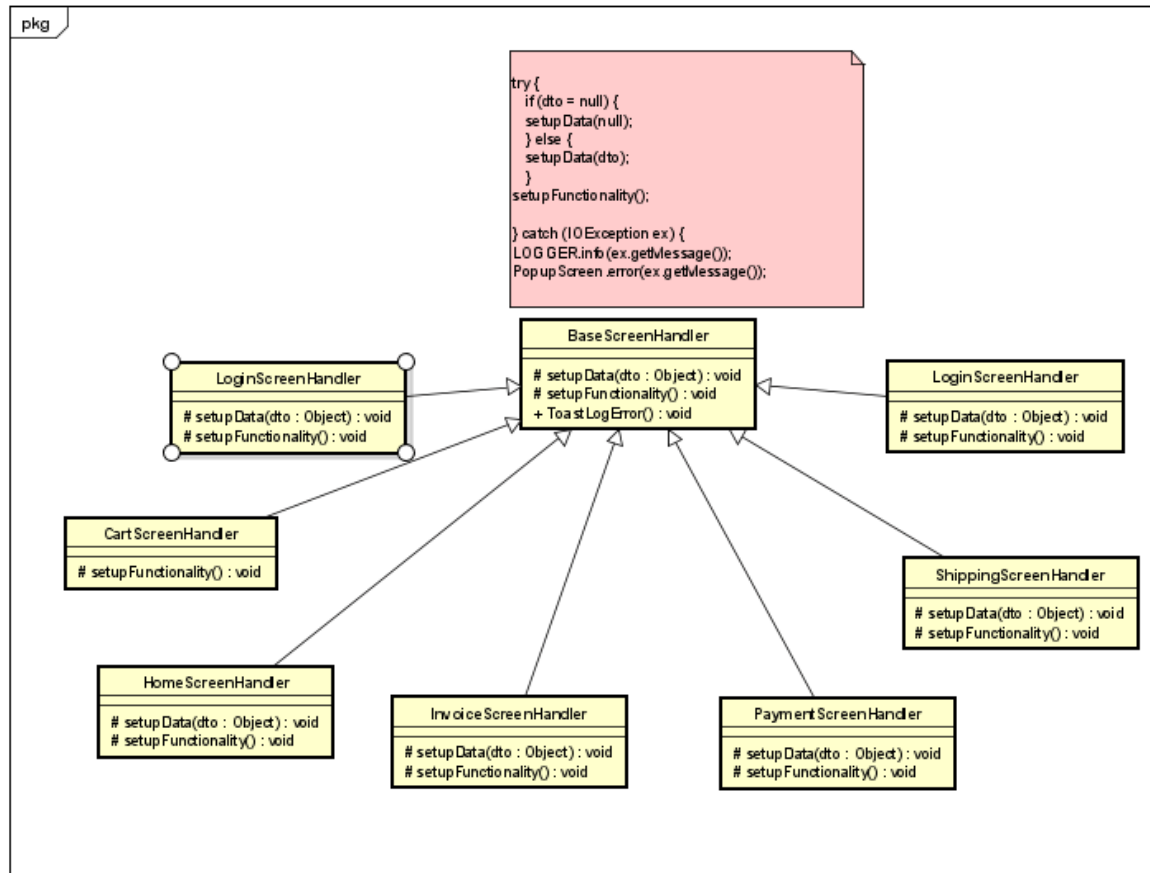 pkg
try {
if (dto = null) {
setupData(null);
} else {
setupData(dto);
}
setupFunctionality();
} catch (IOException ex) {
LOGGER.info(ex.getMessage());
PopupScreen.error(ex.getMessage());
BaseScreenHandler
# setupData(dto : Object) : void
# setupFunctionality() : void
+ ToastLogError() : void
LoginScreenHandler
# setupData(dto : Object) : void
# setupFunctionality() : void
LoginScreenHandler
# setupData(dto : Object) : void
# setupFunctionality() : void
CartScreenHandler
# setupFunctionality() : void
ShippingScreenHandler
# setupData(dto : Object) : void
# setupFunctionality() : void
HomeScreenHandler
# setupData(dto : Object) : void
# setupFunctionality() : void
InvoiceScreenHandler
# setupData(dto : Object) : void
# setupFunctionality() : void
PaymentScreenHandler
# setupData(dto : Object) : void
# setupFunctionality() : void